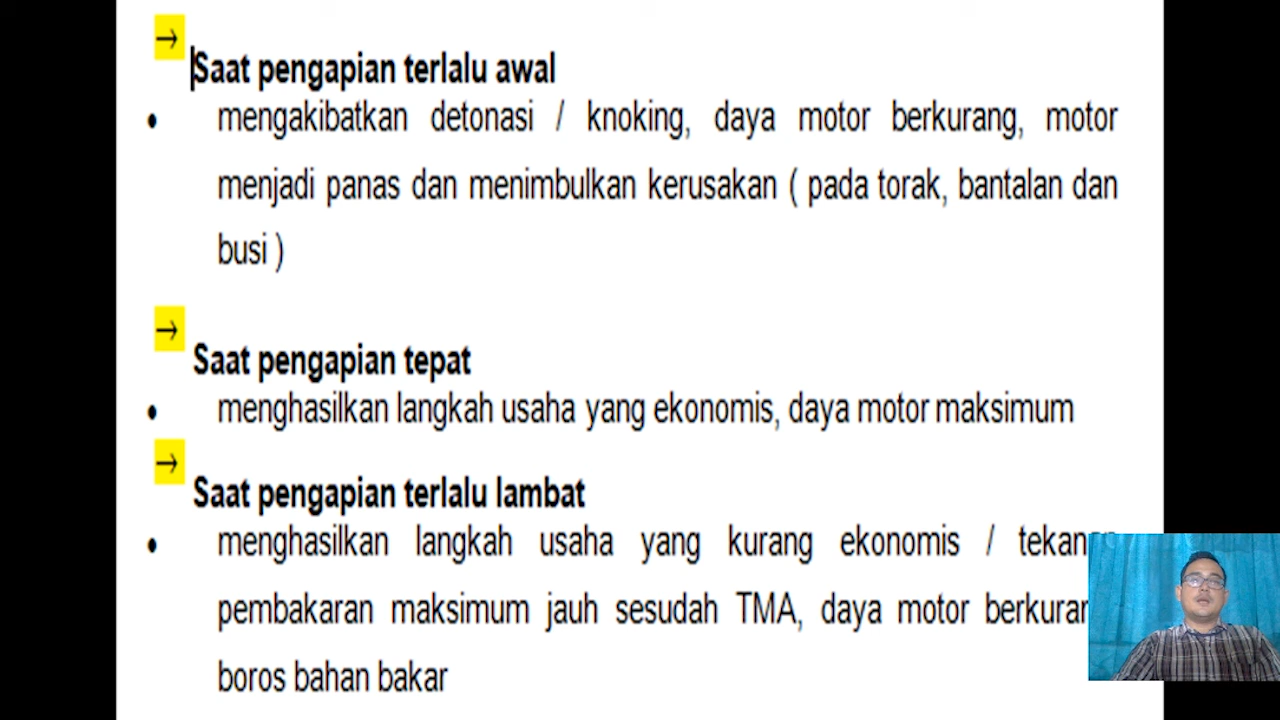 →
Saat pengapian terlalu awal
• mengakibatkan detonasi / knoking, daya motor berkurang, motor
menjadi panas dan menimbulkan kerusakan ( pada torak, bantalan dan
busi )
→
Saat pengapian tepat
• menghasilkan langkah usaha yang ekonomis, daya motor maksimum
→
Saat pengapian terlalu lambat
• menghasilkan langkah usaha yang kurang ekonomis / tekanan
pembakaran maksimum jauh sesudah TMA, daya motor
boros bahan bakar